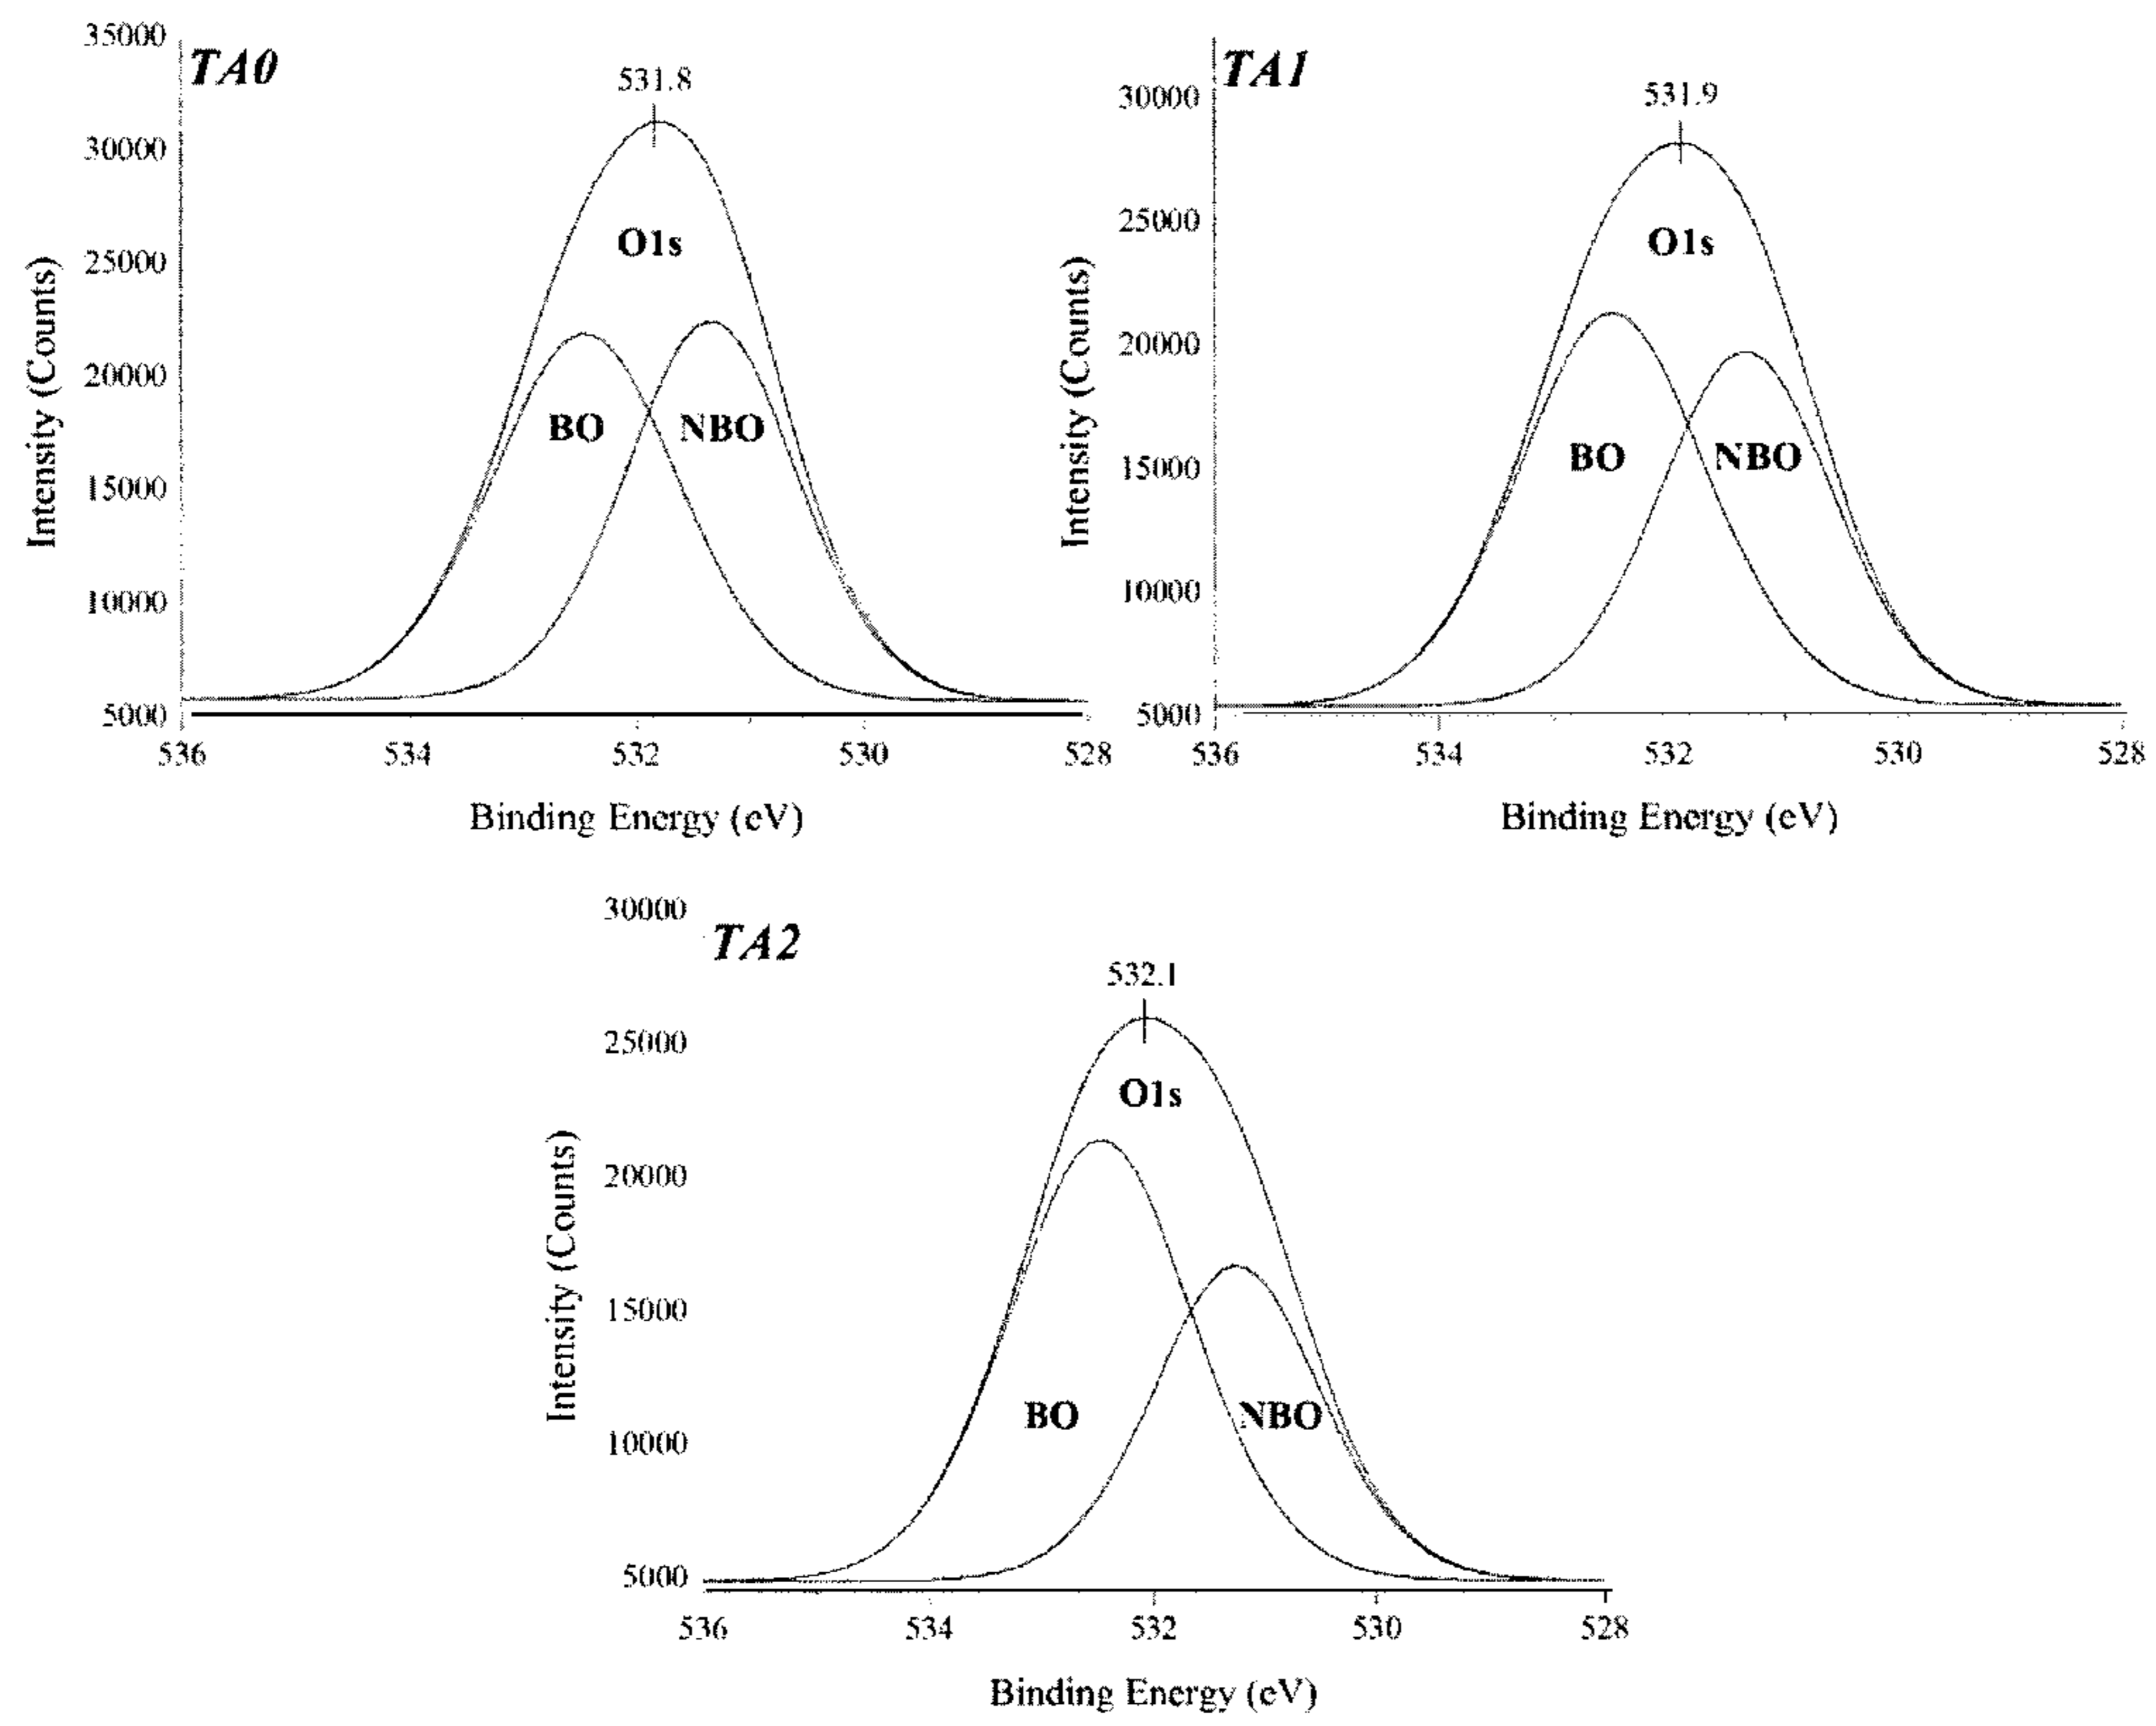 TA0
531.8
35000
30000
25000
20000
15000
10000
5000
Intensity (Counts)
O1s
BO
NBO
536
534
532
530
528
Binding Energy (eV)
TA1
531.9
30000
25000
20000
15000
10000
5000
Intensity (Counts)
O1s
BO
NBO
536
534
532
530
528
Binding Energy (eV)
TA2
532.1
30000
25000
20000
15000
10000
5000
Intensity (Counts)
O1s
BO
NBO
536
534
532
530
528
Binding Energy (eV)